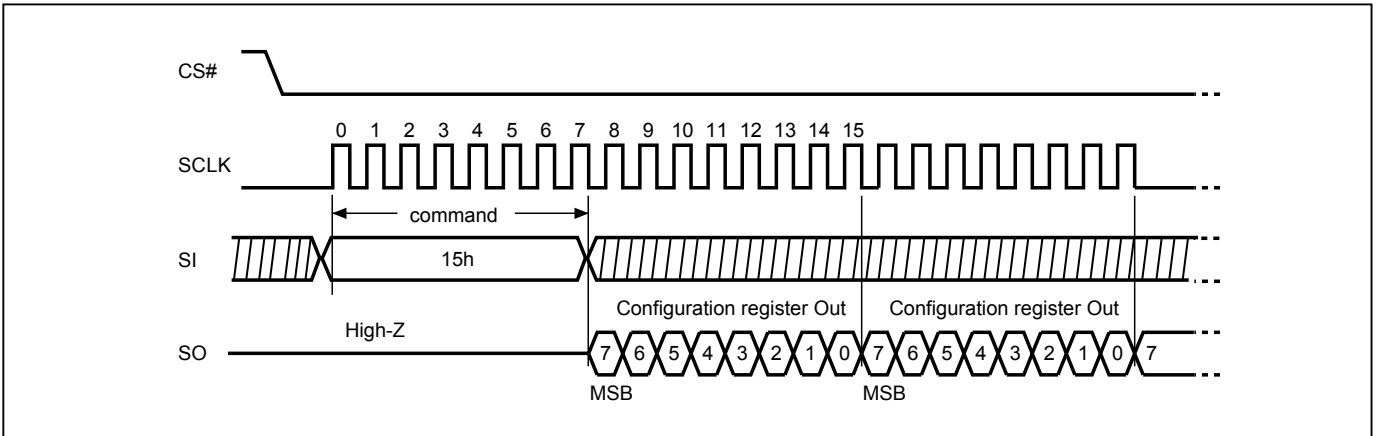 CS#
0 1 2 3 4 5 6 7 8 9 10 11 12 13 14 15
SCLK
command
SI
15h
Configuration register Out Configuration register Out
High-Z
SO
7 6 5 4 3 2 1 0 7 6 5 4 3 2 1 0 7
MSB MSB